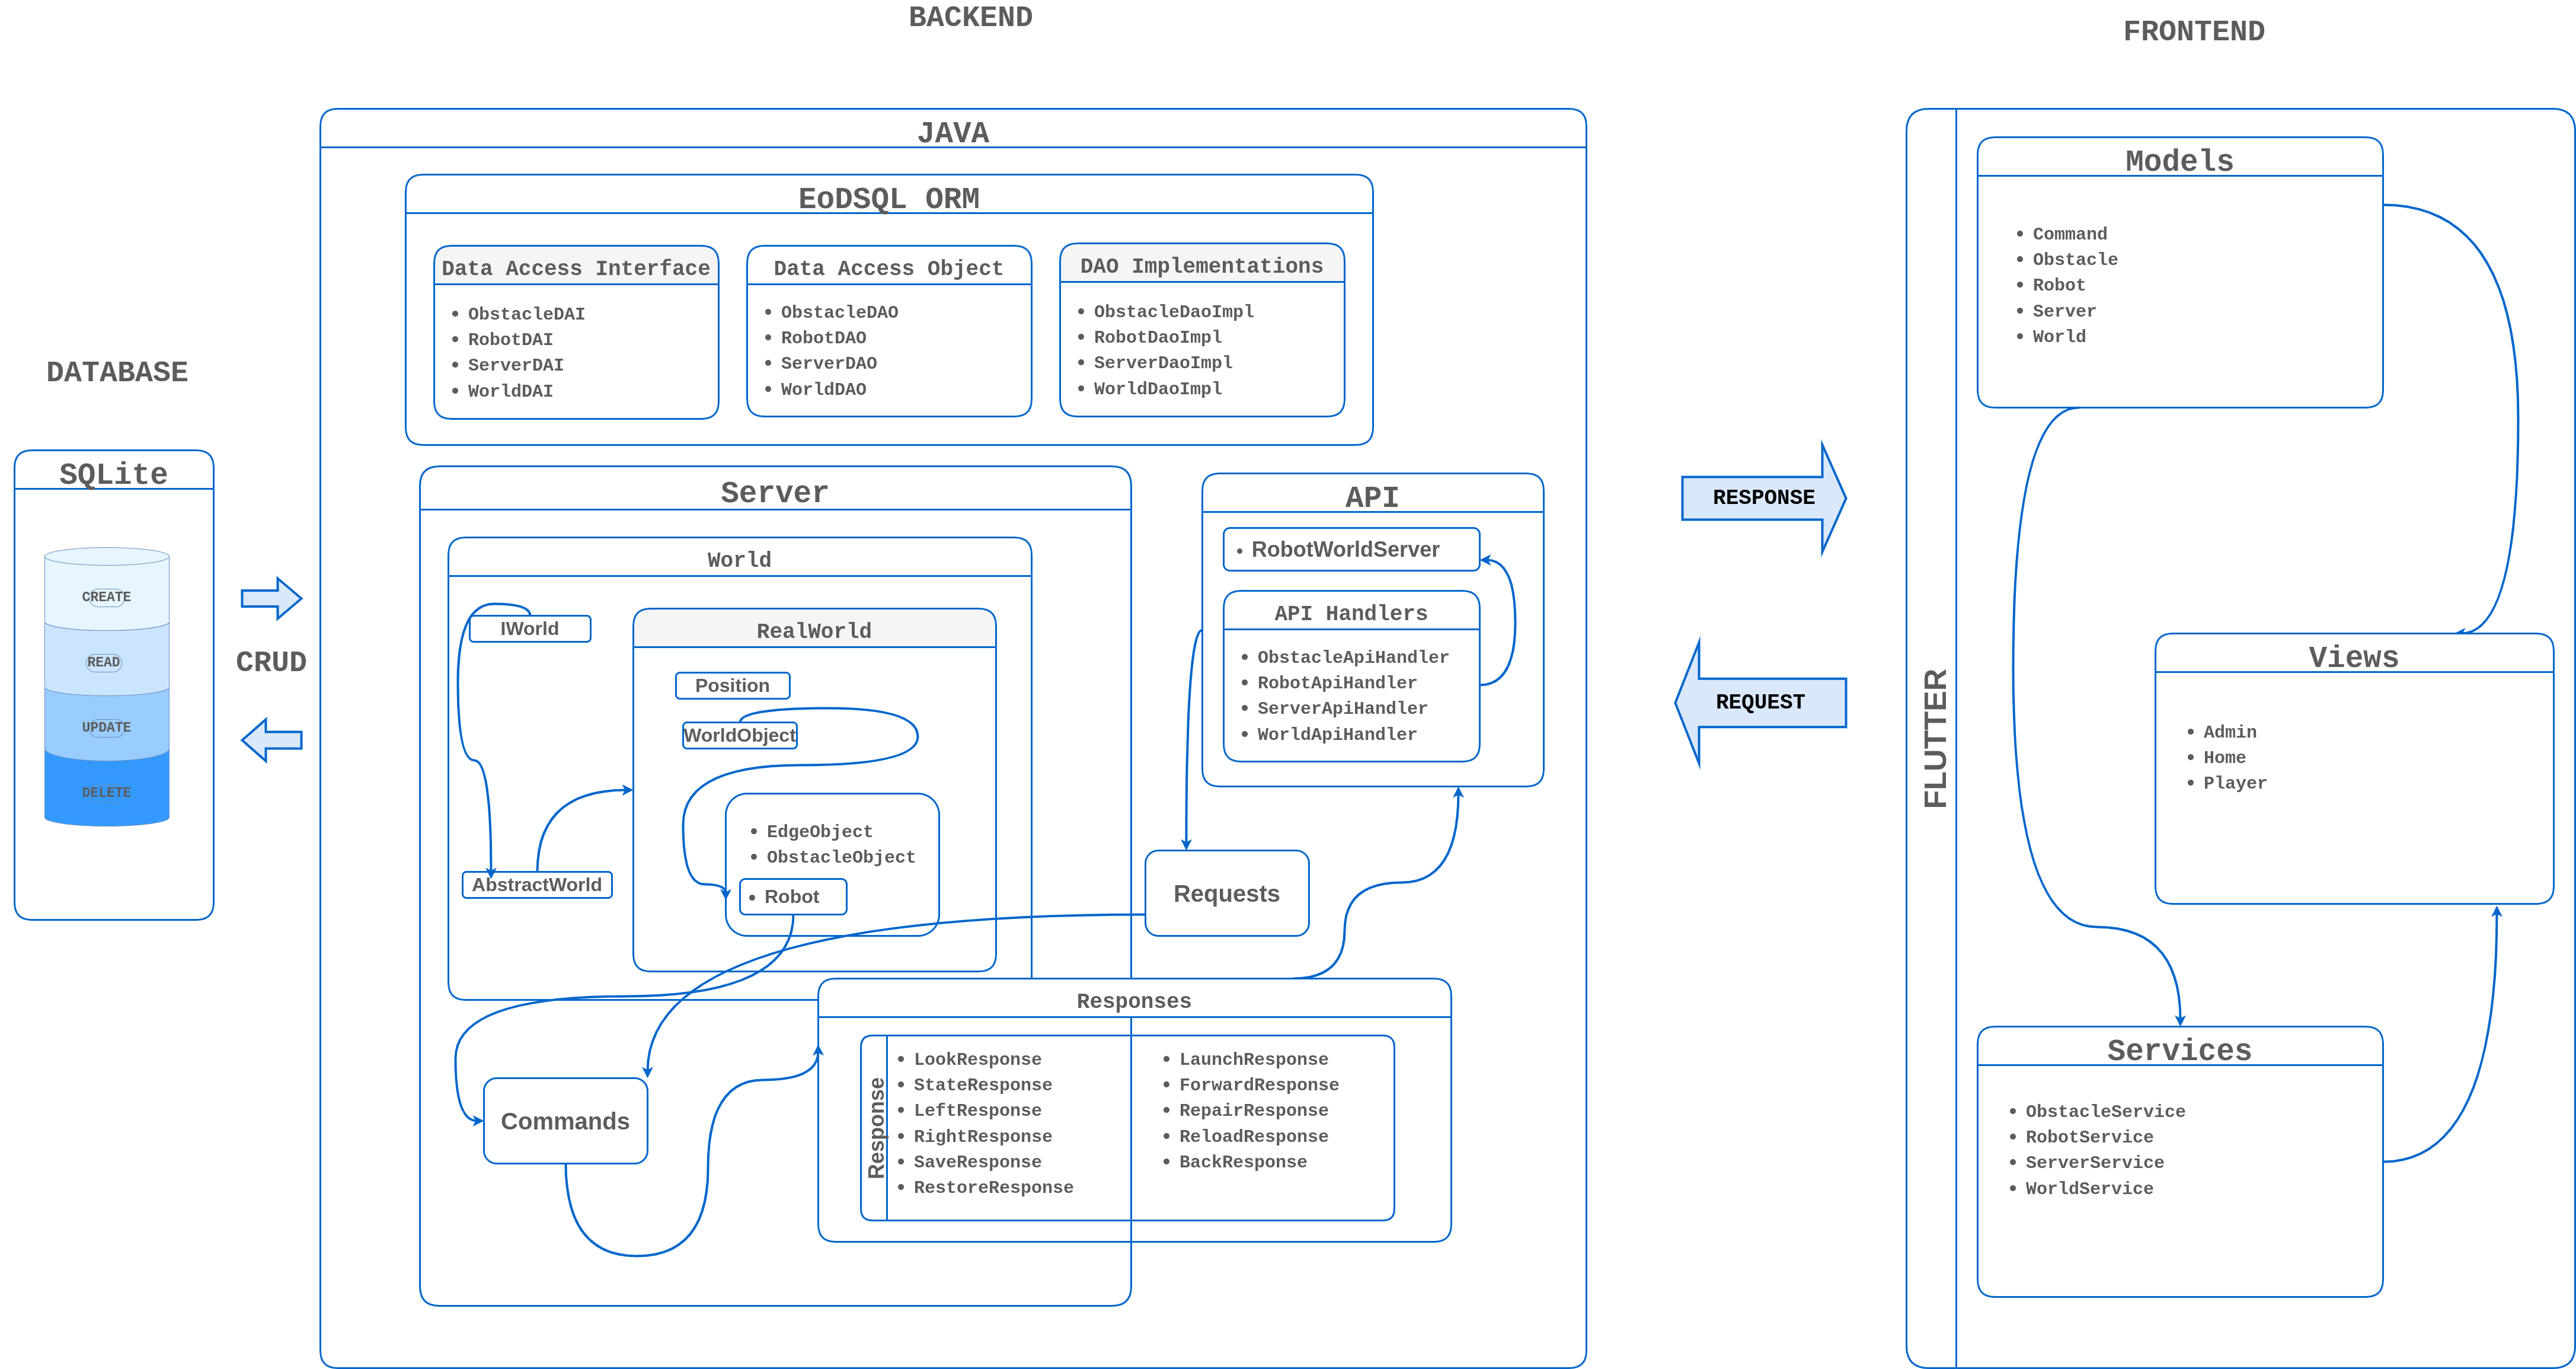 BACKEND
FRONTEND
DATABASE
SQLite
CREATE
READ
UPDATE
DELETE
CRUD
JAVA
EoDSQL ORM
Data Access Interface
• ObstacleDAI
• RobotDAI
• ServerDAI
• WorldDAI
Data Access Object
• ObstacleDAO
• RobotDAO
• ServerDAO
• WorldDAO
DAO Implementations
• ObstacleDaoImpl
• RobotDaoImpl
• ServerDaoImpl
• WorldDaoImpl
Server
World
IWorld
AbstractWorld
RealWorld
Position
WorldObject
• EdgeObject
• ObstacleObject
• Robot
API
• RobotWorldServer
API Handlers
• ObstacleApiHandler
• RobotApiHandler
• ServerApiHandler
• WorldApiHandler
Requests
Commands
Responses
Response
• LookResponse
• StateResponse
• LeftResponse
• RightResponse
• SaveResponse
• RestoreResponse
• LaunchResponse
• ForwardResponse
• RepairResponse
• ReloadResponse
• BackResponse
RESPONSE
REQUEST
FLUTTER
Models
• Command
• Obstacle
• Robot
• Server
• World
Views
• Admin
• Home
• Player
Services
• ObstacleService
• RobotService
• ServerService
• WorldService